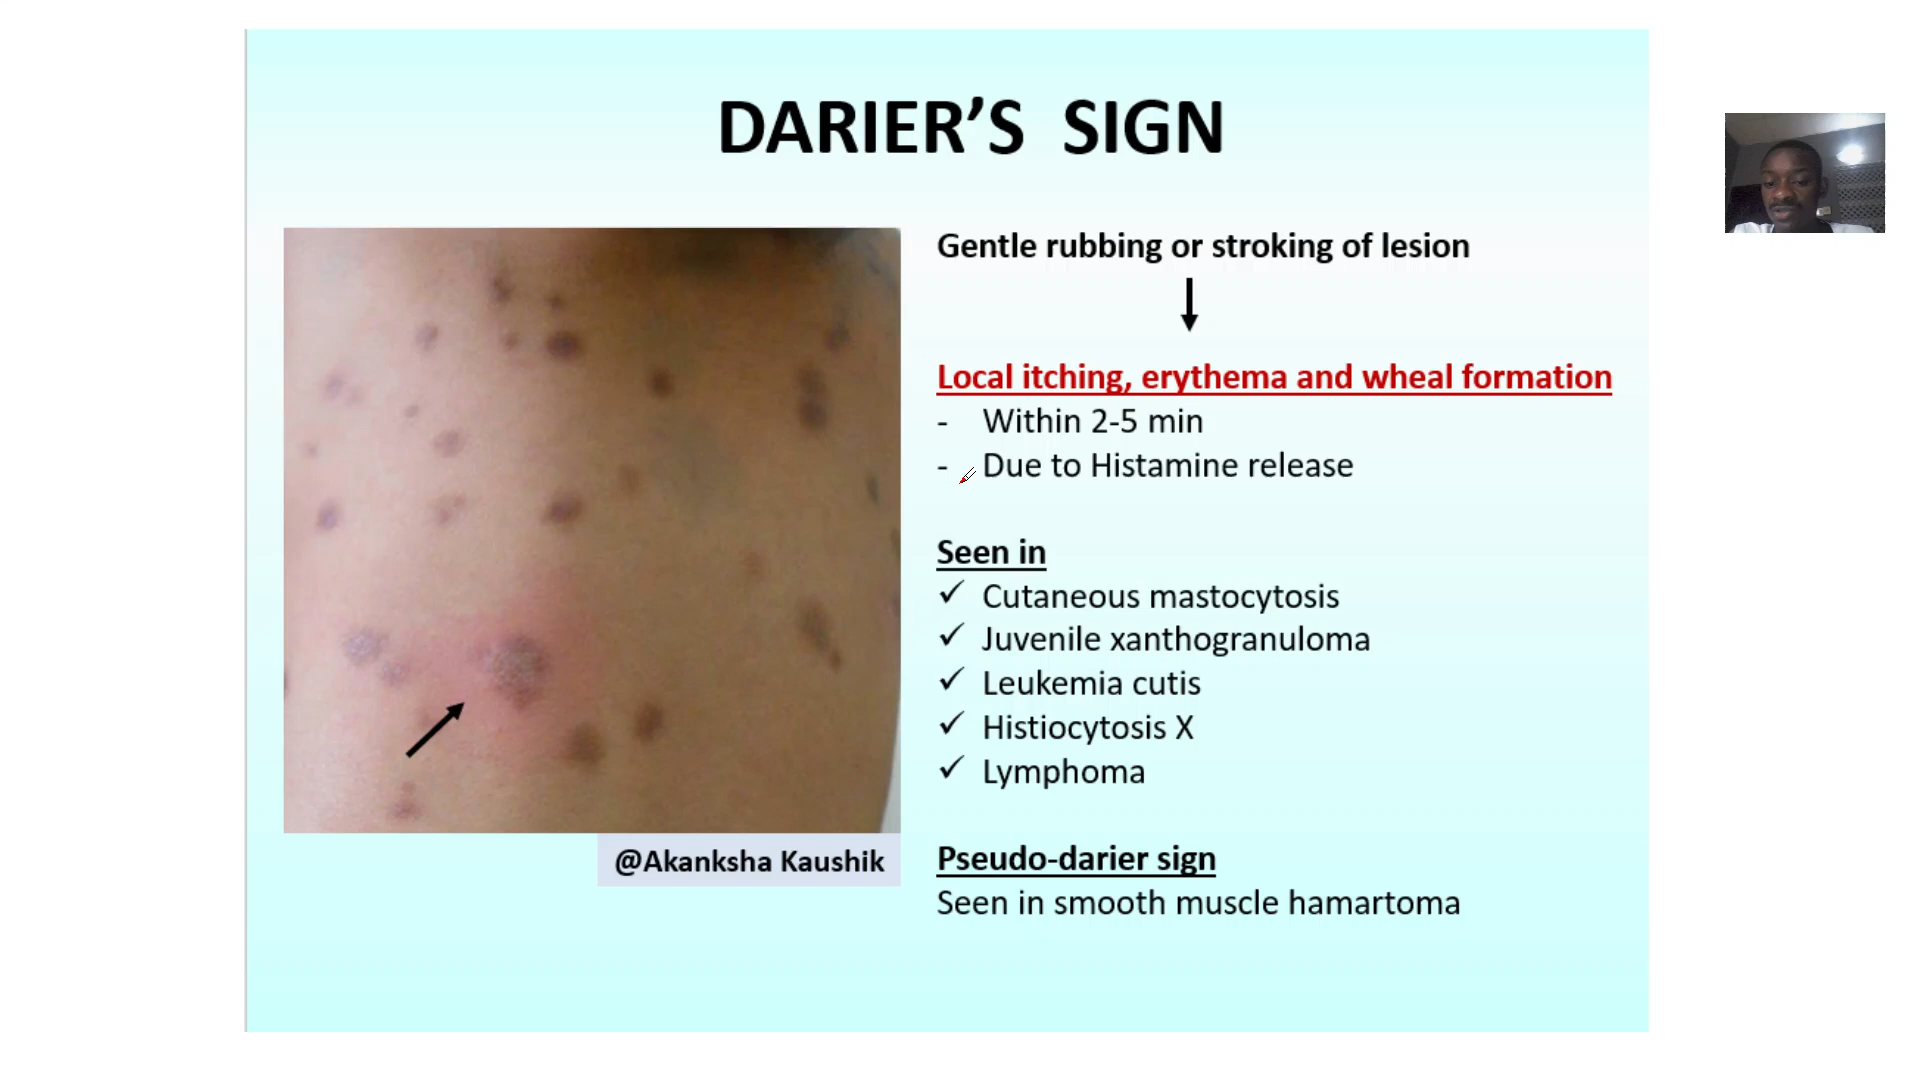 DARIER’S SIGN
Gentle rubbing or stroking of lesion
Local itching, erythema and wheal formation
- Within 2-5 min
- Due to Histamine release
Seen in
✓ Cutaneous mastocytosis
✓ Juvenile xanthogranuloma
✓ Leukemia cutis
✓ Histiocytosis X
✓ Lymphoma
@Akanksha Kaushik
Pseudo-darier sign
Seen in smooth muscle hamartoma